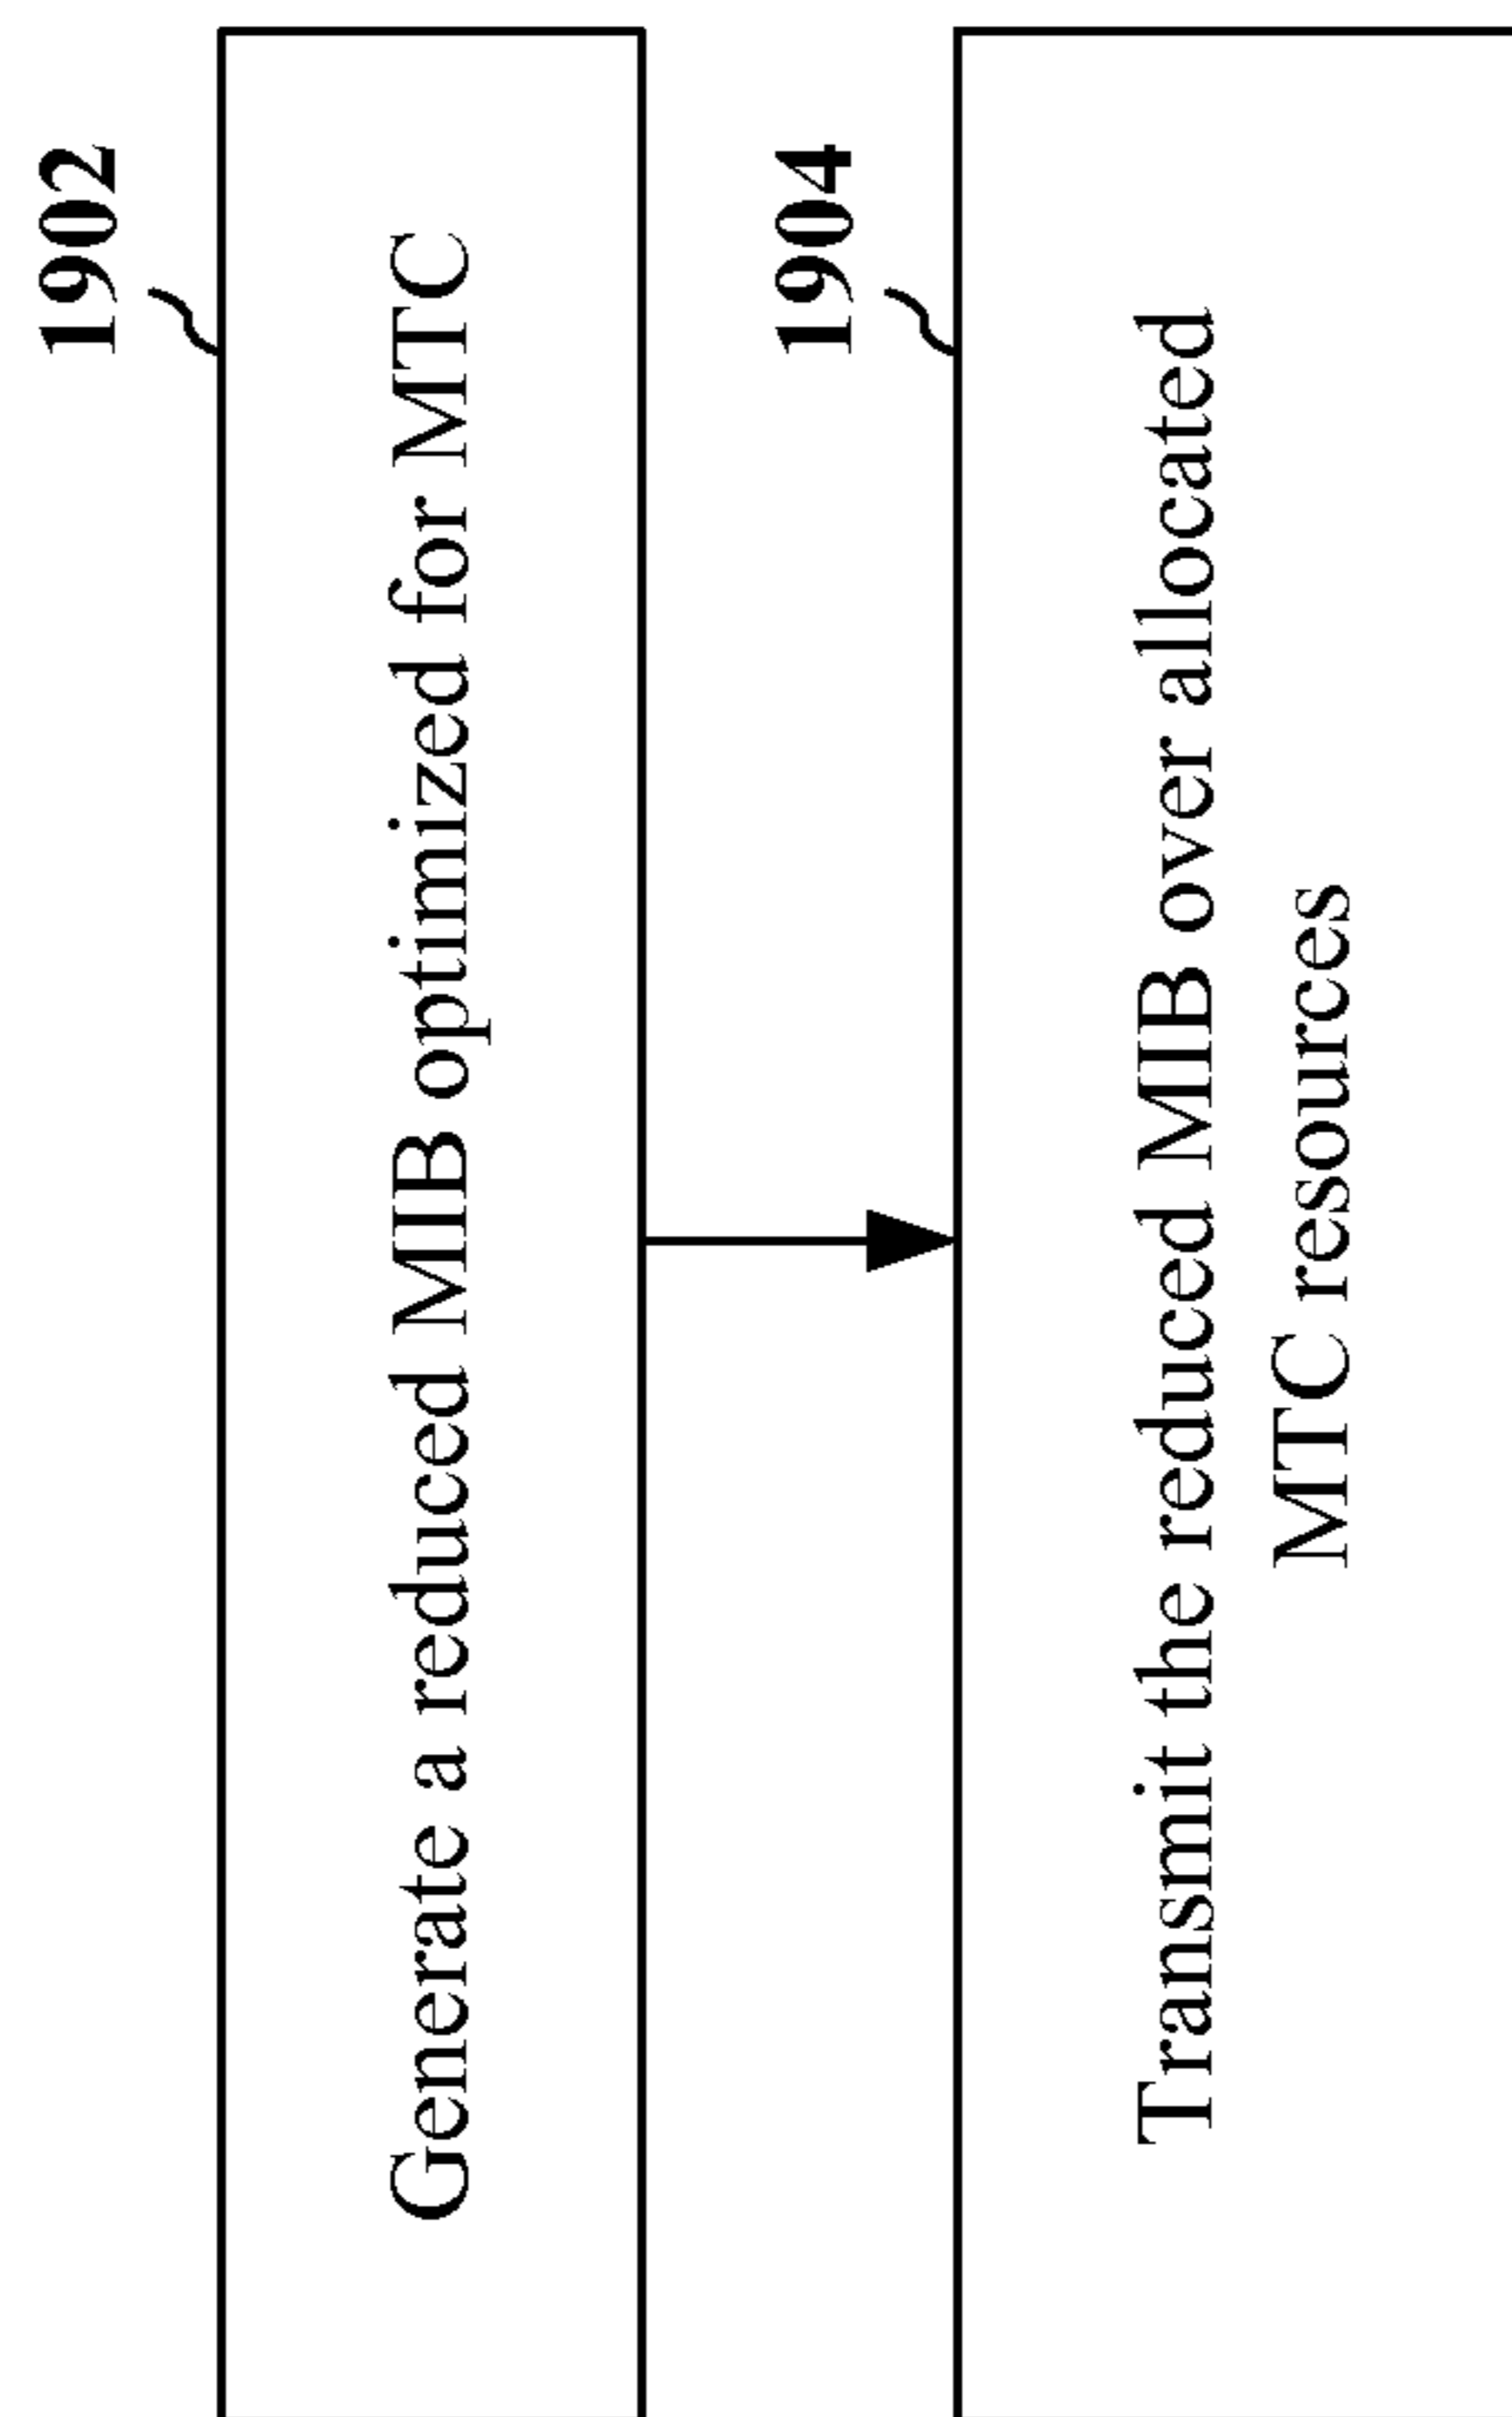 1902
Generate a reduced MIB optimized for MTC
1904
Transmit the reduced MIB over allocated
MTC resources